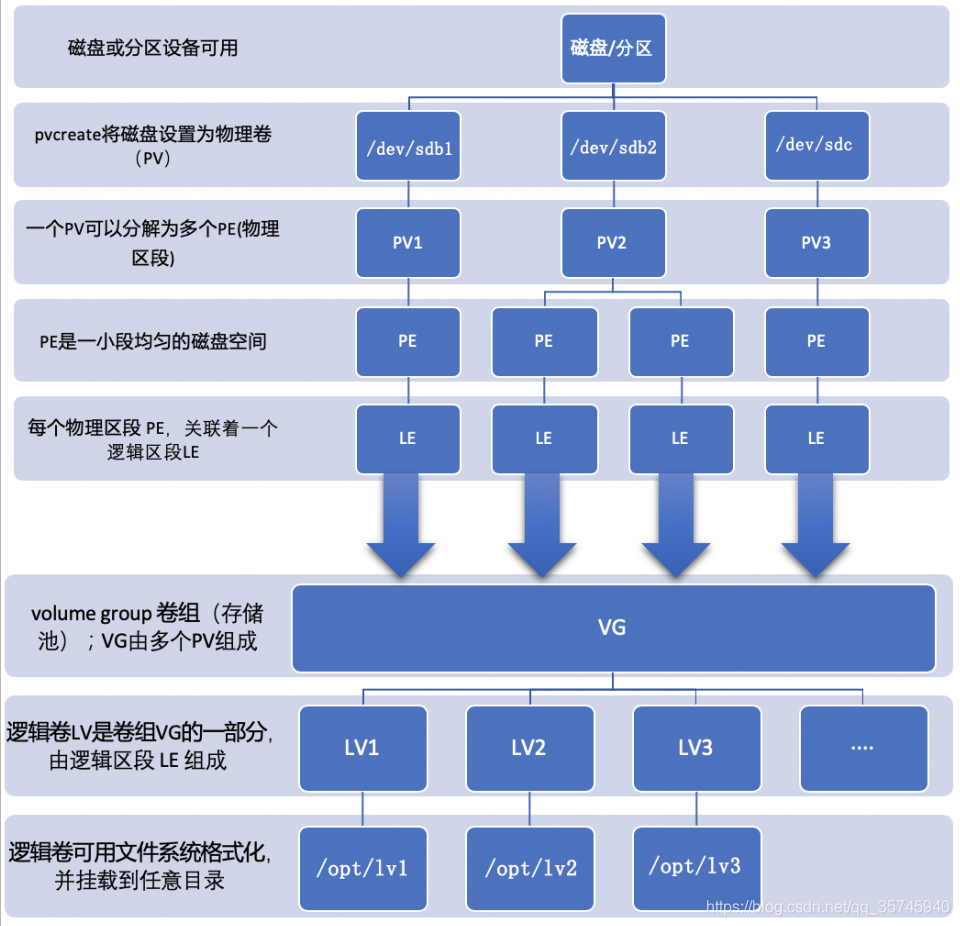 磁盘或分区设备可用
磁盘/分区
pvcreate将磁盘设置为物理卷
（PV）
/dev/sdb1
/dev/sdb2
/dev/sdc
一个PV可以分解为多个PE(物理
区段)
PV1
PV2
PV3
PE是一小段均匀的磁盘空间
PE
PE
PE
PE
每个物理区段 PE，关联着一个
逻辑区段LE
LE
LE
LE
LE
volume group 卷组（存储
池）；VG由多个PV组成
VG
逻辑卷LV是卷组VG的一部分，
由逻辑区段 LE 组成
LV1
LV2
LV3
....
逻辑卷可用文件系统格式化，
并挂载到任意目录
/opt/lv1
/opt/lv2
/opt/lv3
https://blog.csdn.net/qq_35745940